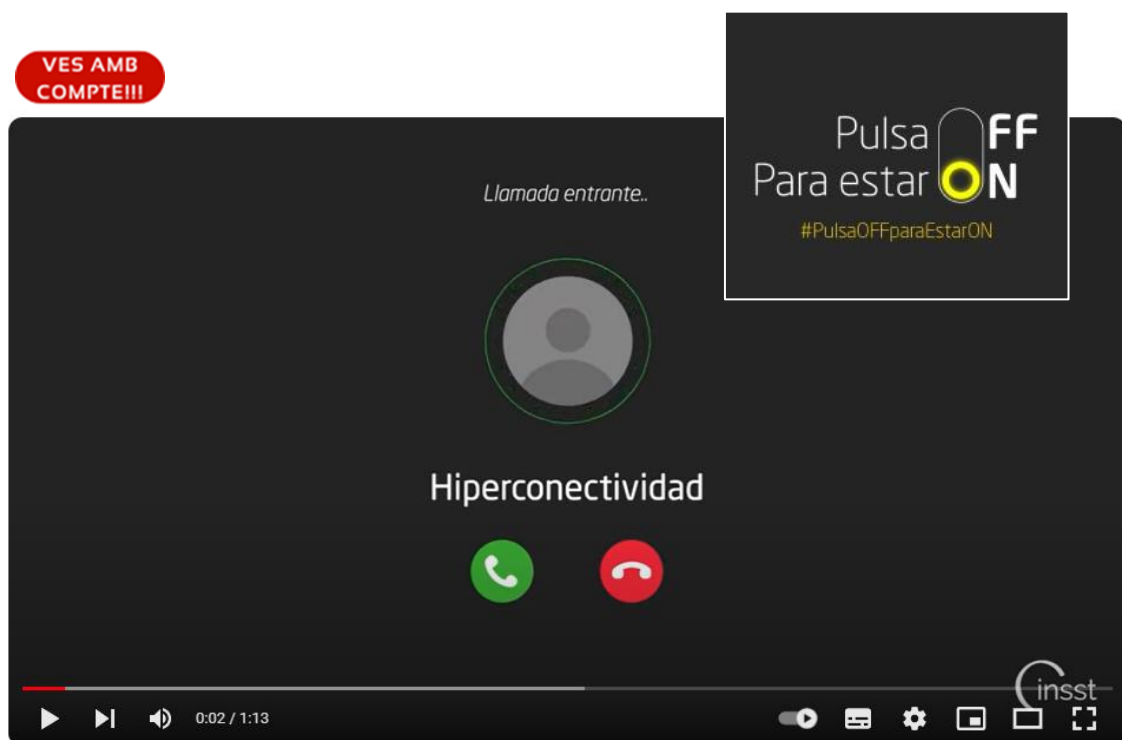 VES AMB
COMPTE!!!
Pulsa OFF
Para estar ON
#PulsaOFFparaEstarON
Llamada entrante..
Hiperconectividad
insst
0:02 / 1:13